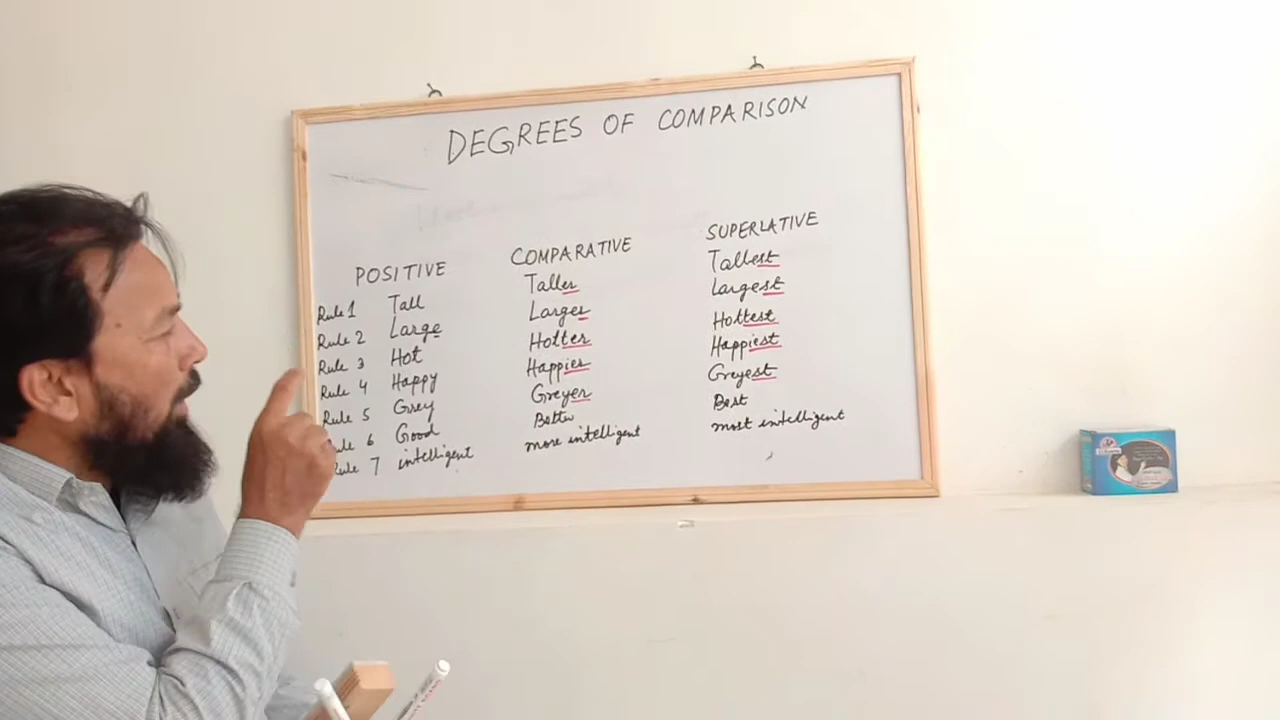 DEGREES OF COMPARISON
POSITIVE COMPARATIVE SUPERLATIVE
Rule 1 Tall Taller Tallest
Rule 2 Large Larger Largest
Rule 3 Hot Hotter Hottest
Rule 4 Happy Happier Happiest
Rule 5 Grey Greyer Greyest
Rule 6 Good Better Best
Rule 7 intelligent more intelligent most intelligent